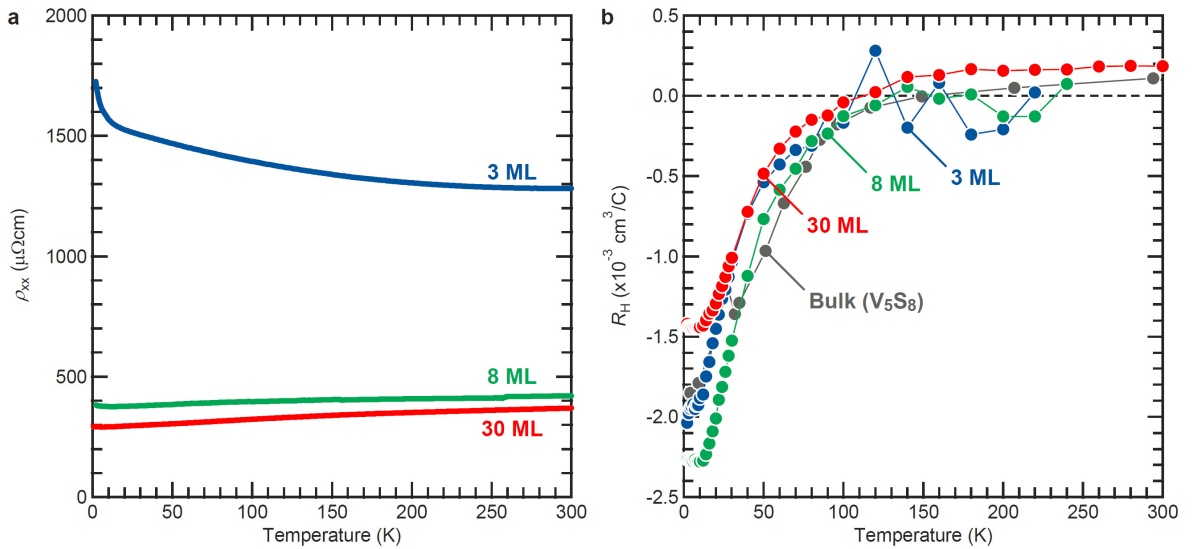 a
2000
1500
1000
500
0
ρxx (μΩcm)
3 ML
8 ML
30 ML
0 50 100 150 200 250 300
Temperature (K)
b
0.5
0.0
-0.5
-1.0
-1.5
-2.0
-2.5
RH (x10⁻³ cm³/C)
8 ML
3 ML
30 ML
Bulk (V₅S₈)
0 50 100 150 200 250 300
Temperature (K)